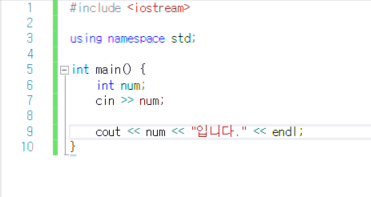 1 #include <iostream>
2
3 using namespace std;
4
5 int main() {
6 int num;
7 cin >> num;
8
9 cout << num << "입니다." << endl;
10 }